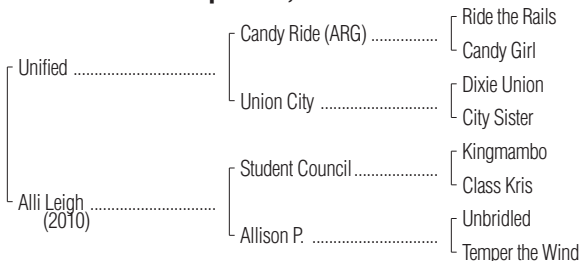 Ride the Rails
Candy Ride (ARG) ................
Candy Girl
Unified ..................................
Dixie Union
Union City .............................
City Sister
Kingmambo
Student Council ....................
Class Kris
Alli Leigh ..............................
(2010)
Unbridled
Allison P. ..............................
Temper the Wind